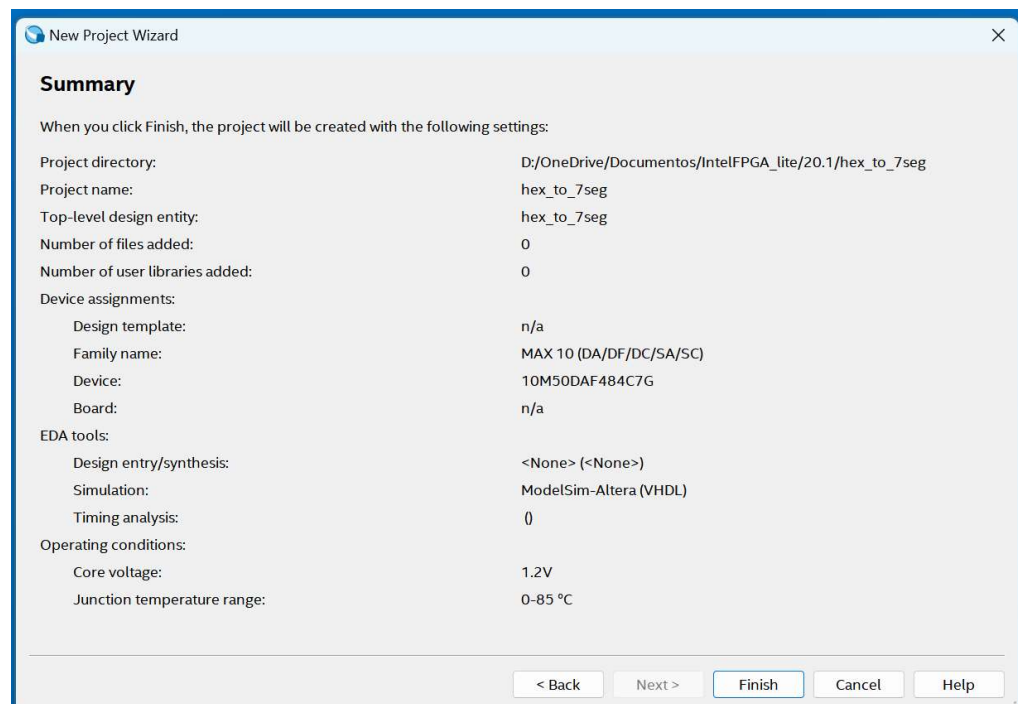 New Project Wizard
Summary
When you click Finish, the project will be created with the following settings:
Project directory: D:/OneDrive/Documentos/IntelFPGA_lite/20.1/hex_to_7seg
Project name: hex_to_7seg
Top-level design entity: hex_to_7seg
Number of files added: 0
Number of user libraries added: 0
Device assignments:
Design template: n/a
Family name: MAX 10 (DA/DF/DC/SA/SC)
Device: 10M50DAF484C7G
Board: n/a
EDA tools:
Design entry/synthesis: <None> (<None>)
Simulation: ModelSim-Altera (VHDL)
Timing analysis: ()
Operating conditions:
Core voltage: 1.2V
Junction temperature range: 0-85 ºC
< Back Next > Finish Cancel Help